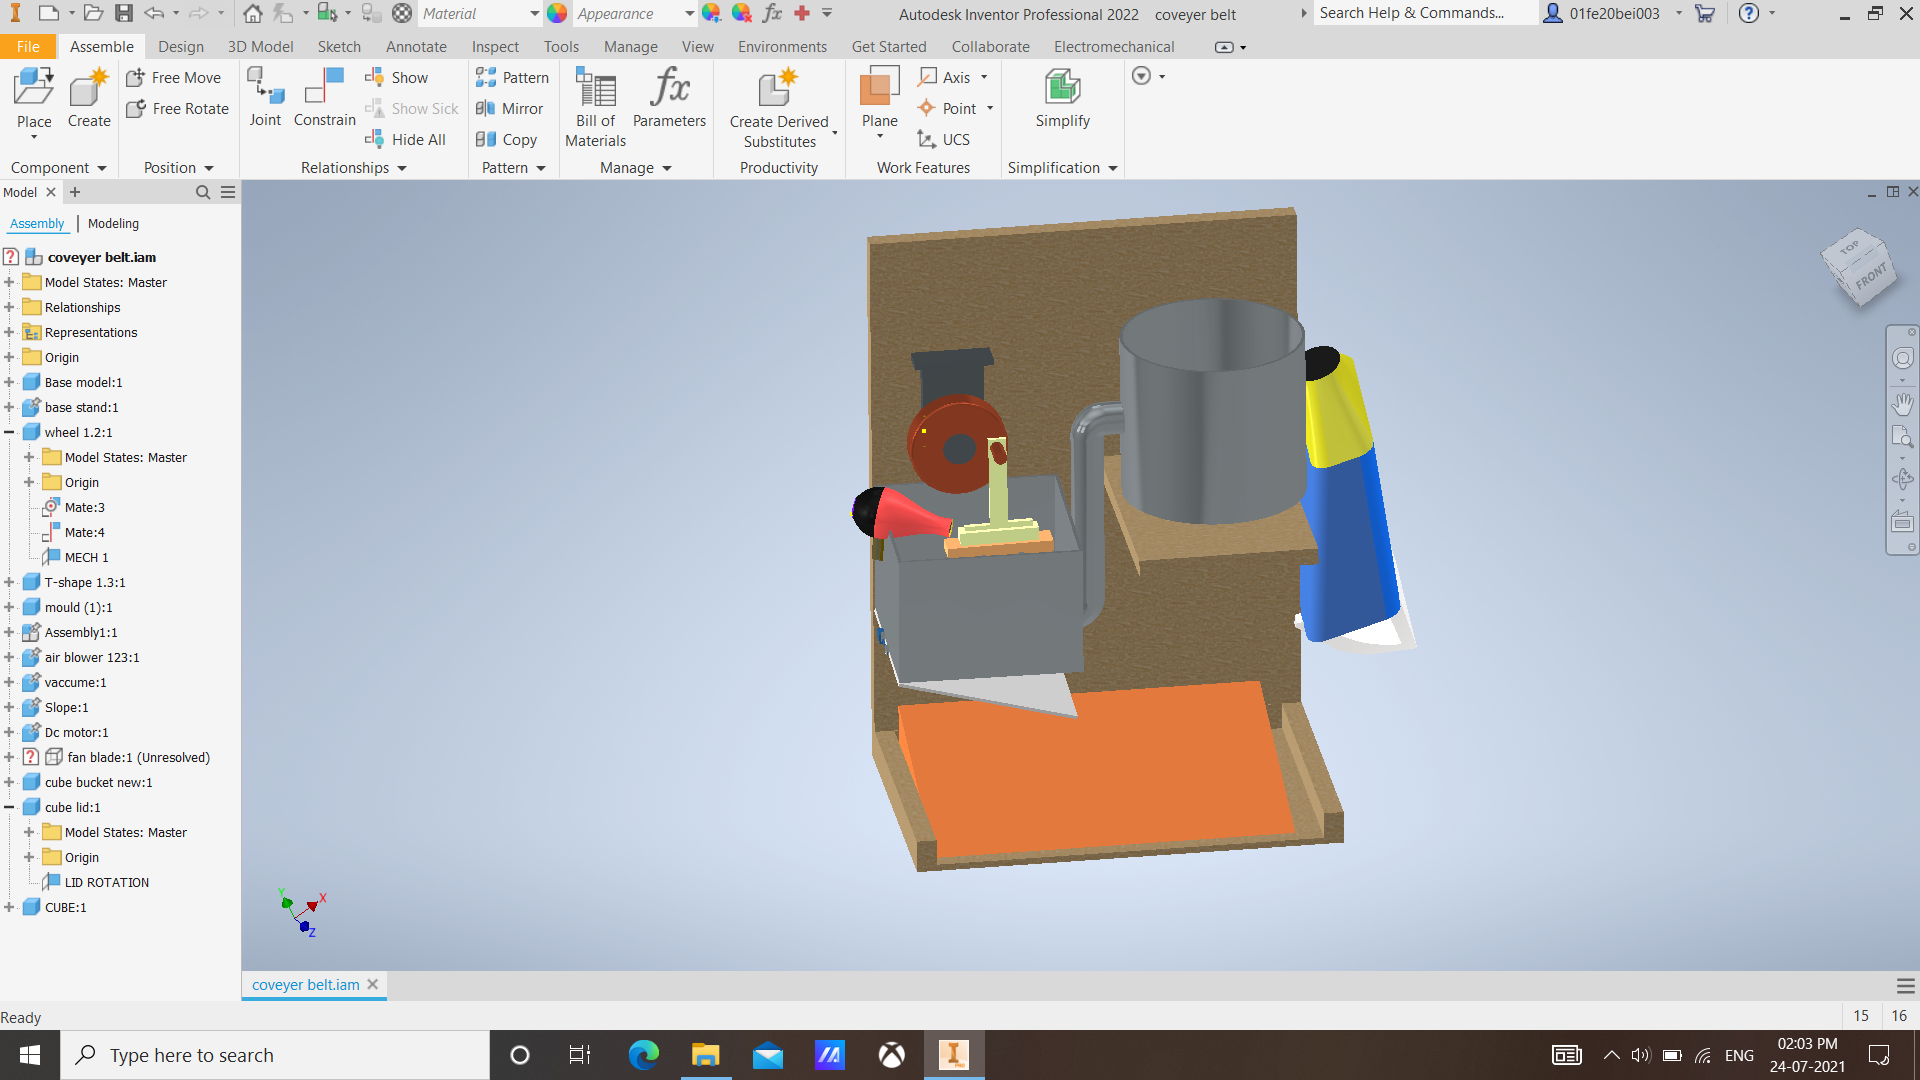 Material
Appearance
Autodesk Inventor Professional 2022 coveyer belt
Search Help & Commands...
01fe20bei003
File Assemble Design 3D Model Sketch Annotate Inspect Tools Manage View Environments Get Started Collaborate Electromechanical
Place
Create
Free Move
Free Rotate
Joint
Constrain
Show
Show Sick
Hide All
Pattern
Mirror
Copy
Bill of
Materials
fx
Parameters
Create Derived
Substitutes
Plane
Axis
Point
UCS
Simplify
Component Position Relationships Pattern Manage Productivity Work Features Simplification
Model
Assembly Modeling
coveyer belt.iam
Model States: Master
Relationships
Representations
Origin
Base model:1
base stand:1
wheel 1.2:1
Model States: Master
Origin
Mate:3
Mate:4
MECH 1
T-shape 1.3:1
mould (1):1
Assembly1:1
air blower 123:1
vaccume:1
Slope:1
Dc motor:1
fan blade:1 (Unresolved)
cube bucket new:1
cube lid:1
Model States: Master
Origin
LID ROTATION
CUBE:1
TOP
FRONT
Y
X
Z
coveyer belt.iam
Ready
15 16
Type here to search
ENG
02:03 PM
24-07-2021